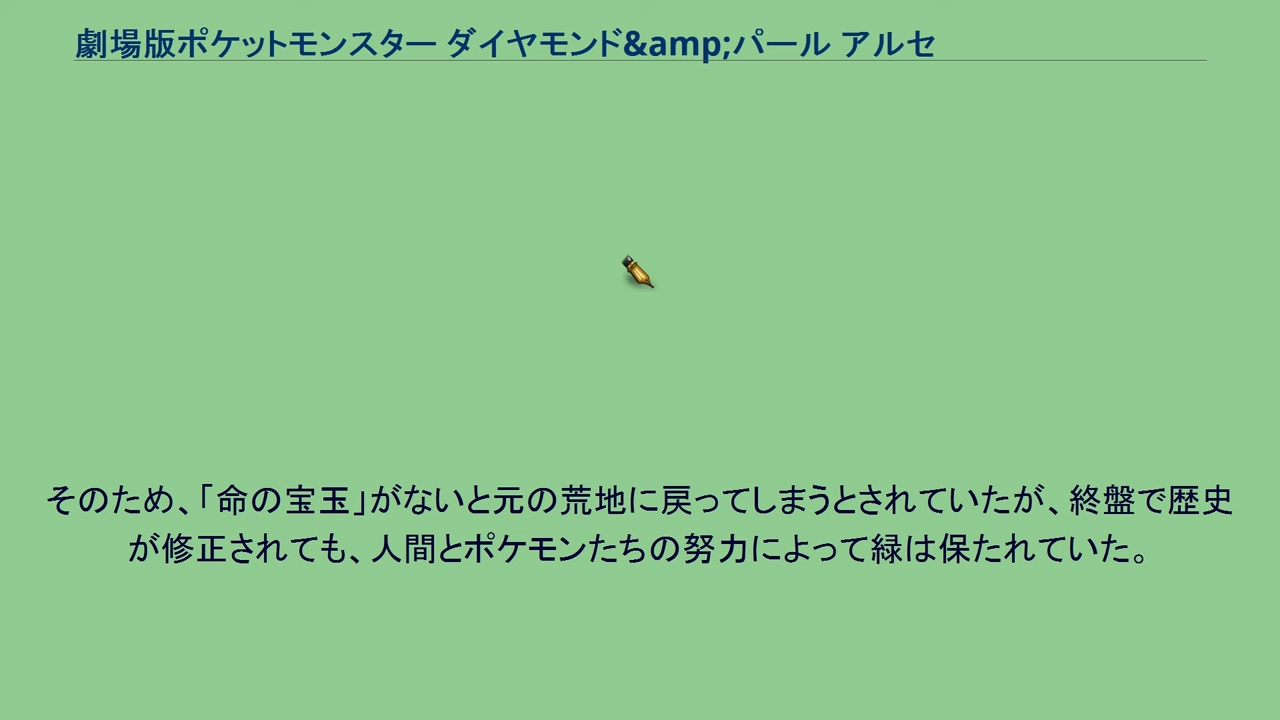 劇場版ポケットモンスター ダイヤモンド&amp;パール アルセ
そのため、「命の宝玉」がないと元の荒地に戻ってしまうとされていたが、終盤で歴史
が修正されても、人間とポケモンたちの努力によって緑は保たれていた。